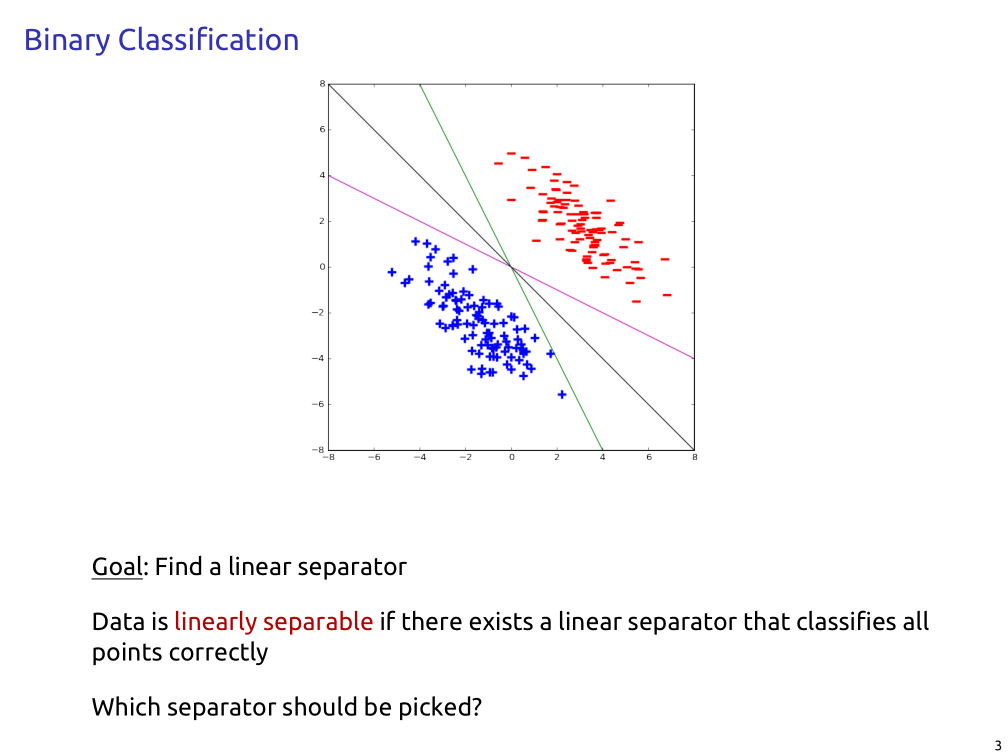 Binary Classification
8
6
4
2
0
−2
−4
−6
−8
−8 −6 −4 −2 0 2 4 6 8
Goal: Find a linear separator
Data is linearly separable if there exists a linear separator that classifies all
points correctly
Which separator should be picked?
3